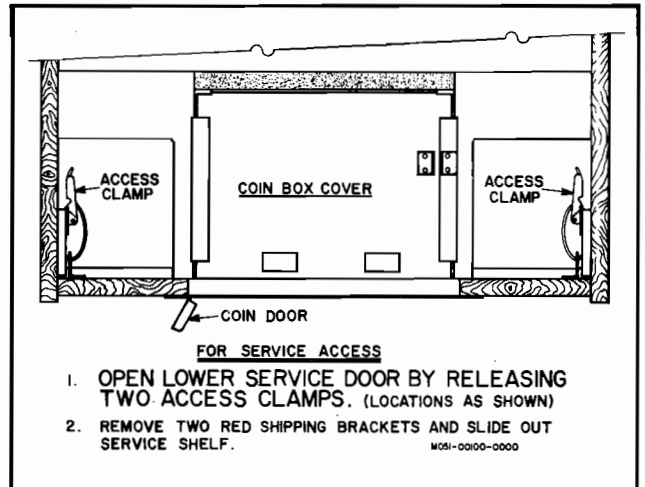 ACCESS
CLAMP
COIN BOX COVER
ACCESS
CLAMP
COIN DOOR
FOR SERVICE ACCESS
1. OPEN LOWER SERVICE DOOR BY RELEASING
TWO ACCESS CLAMPS. (LOCATIONS AS SHOWN)
2. REMOVE TWO RED SHIPPING BRACKETS AND SLIDE OUT
SERVICE SHELF.
M051-00100-0000